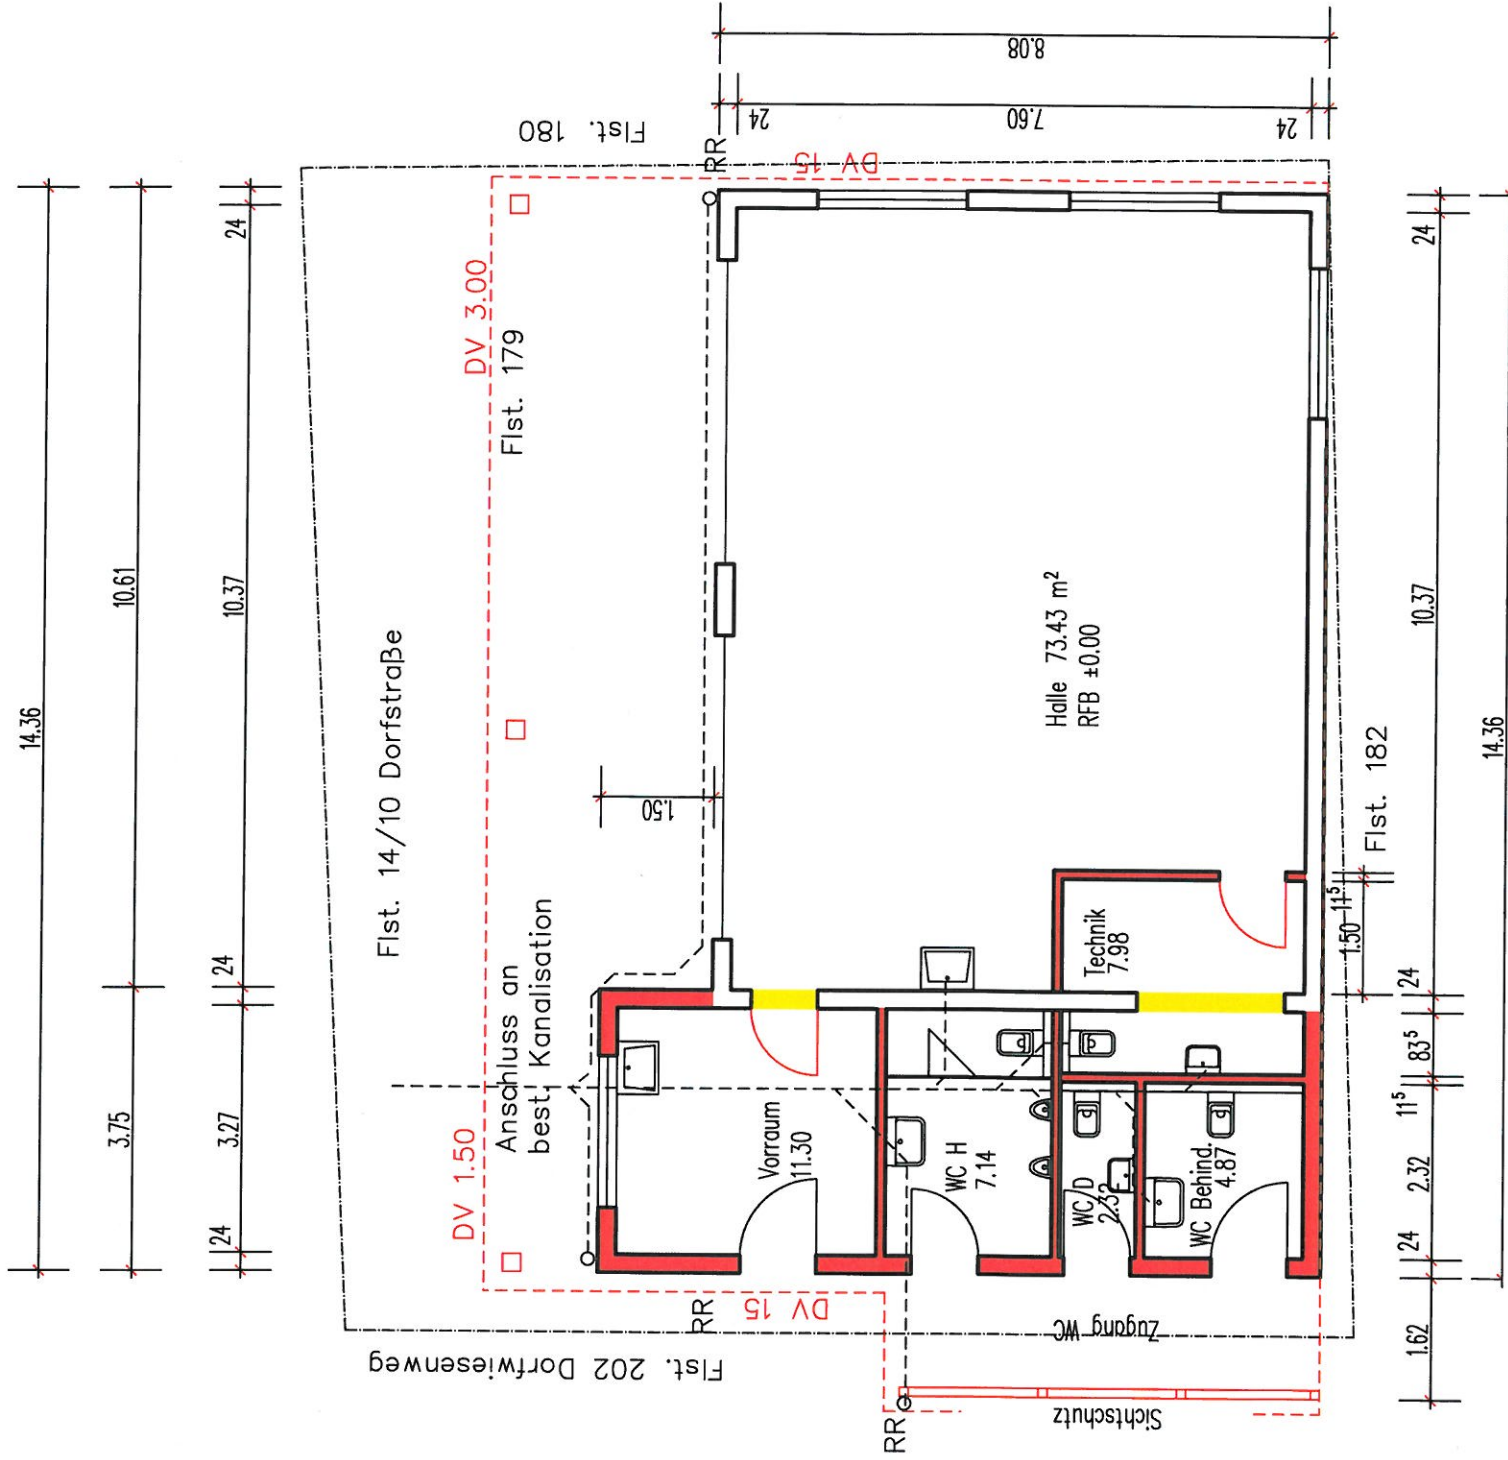 14.36
10.61
3.75
24
10.37
24
3.27
24
Flst. 14/10 Dorfstraße
Flst. 180
Flst. 179
Flst. 202 Dorfwiesenweg
Flst. 182
DV 3.00
DV 1.50
DV 15
DV 15
Anschluss an
best. Kanalisation
RR
RR
RR
1.50
8.08
24
7.60
24
Halle 73.43 m²
RFB ±0.00
Technik
7.98
Vorraum
11.30
WC H
7.14
WC D
2.32
WC Behind.
4.87
Zugang WC
Sichtschutz
24
10.37
11⁵
1.50
24
83⁵
11⁵
2.32
24
1.62
14.36